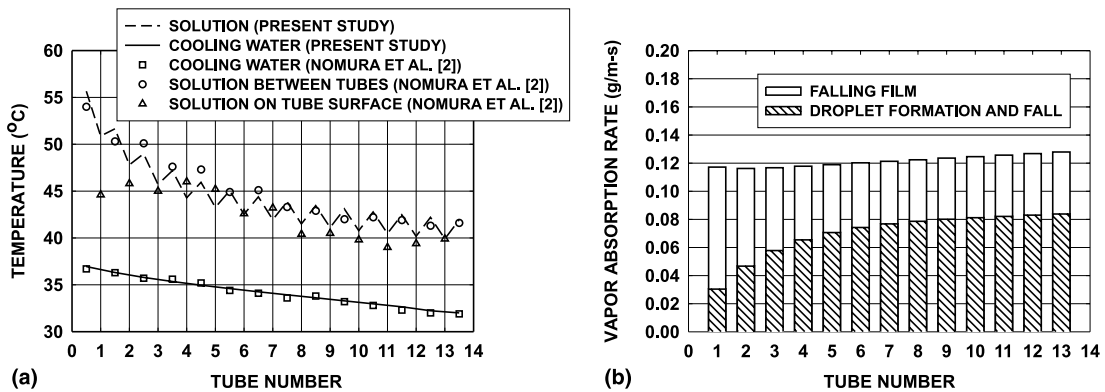 SOLUTION (PRESENT STUDY)
COOLING WATER (PRESENT STUDY)
COOLING WATER (NOMURA ET AL. [2])
SOLUTION BETWEEN TUBES (NOMURA ET AL. [2])
SOLUTION ON TUBE SURFACE (NOMURA ET AL. [2])
TEMPERATURE (°C)
60
55
50
45
40
35
30
0 1 2 3 4 5 6 7 8 9 10 11 12 13 14
TUBE NUMBER
(a)
VAPOR ABSORPTION RATE (g/m-s)
0.20
0.18
0.16
0.14
0.12
0.10
0.08
0.06
0.04
0.02
0.00
FALLING FILM
DROPLET FORMATION AND FALL
0 1 2 3 4 5 6 7 8 9 10 11 12 13 14
TUBE NUMBER
(b)